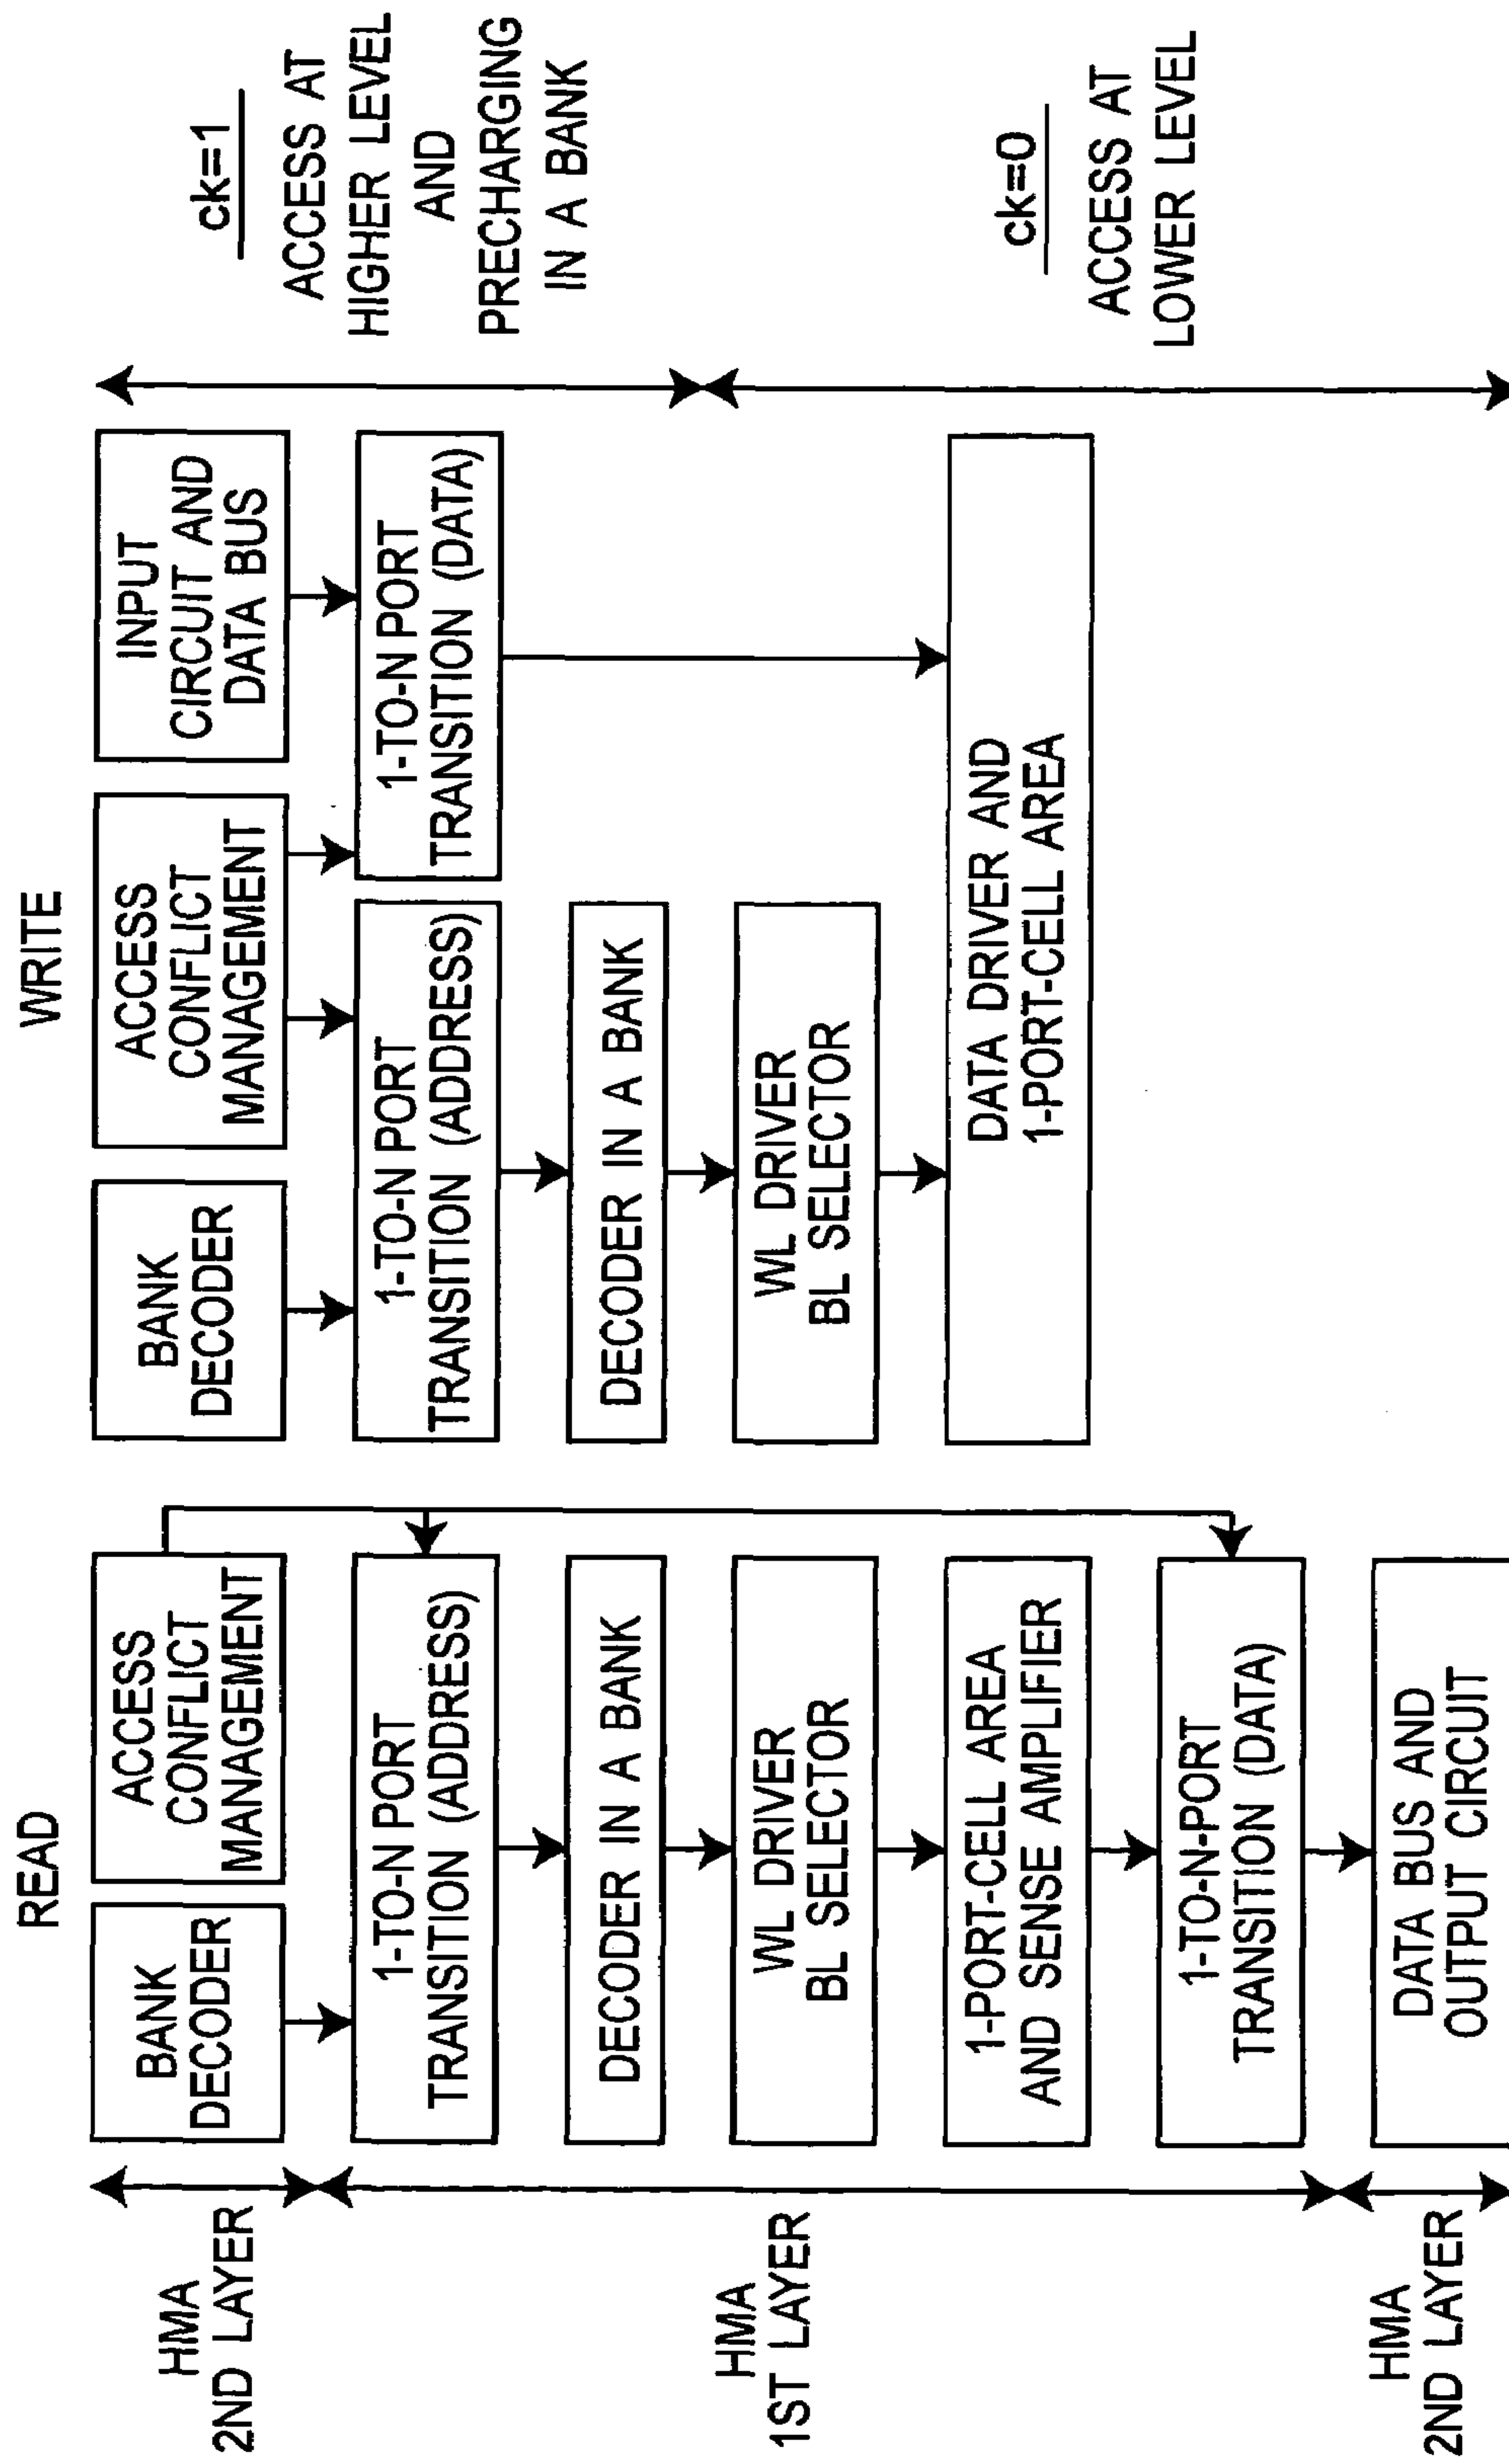 READ
WRITE
HMA
2ND LAYER
BANK
DECODER
ACCESS
CONFLICT
MANAGEMENT
BANK
DECODER
ACCESS
CONFLICT
MANAGEMENT
INPUT
CIRCUIT AND
DATA BUS
ck=1
ACCESS AT
HIGHER LEVEL
AND
PRECHARGING
IN A BANK
HMA
1ST LAYER
1-TO-N PORT
TRANSITION (ADDRESS)
1-TO-N PORT
TRANSITION (ADDRESS)
1-TO-N PORT
TRANSITION (DATA)
DECODER IN A BANK
DECODER IN A BANK
WL DRIVER
BL SELECTOR
WL DRIVER
BL SELECTOR
ck=0
ACCESS AT
LOWER LEVEL
1-PORT-CELL AREA
AND SENSE AMPLIFIER
DATA DRIVER AND
1-PORT-CELL AREA
1-TO-N-PORT
TRANSITION (DATA)
HMA
2ND LAYER
DATA BUS AND
OUTPUT CIRCUIT